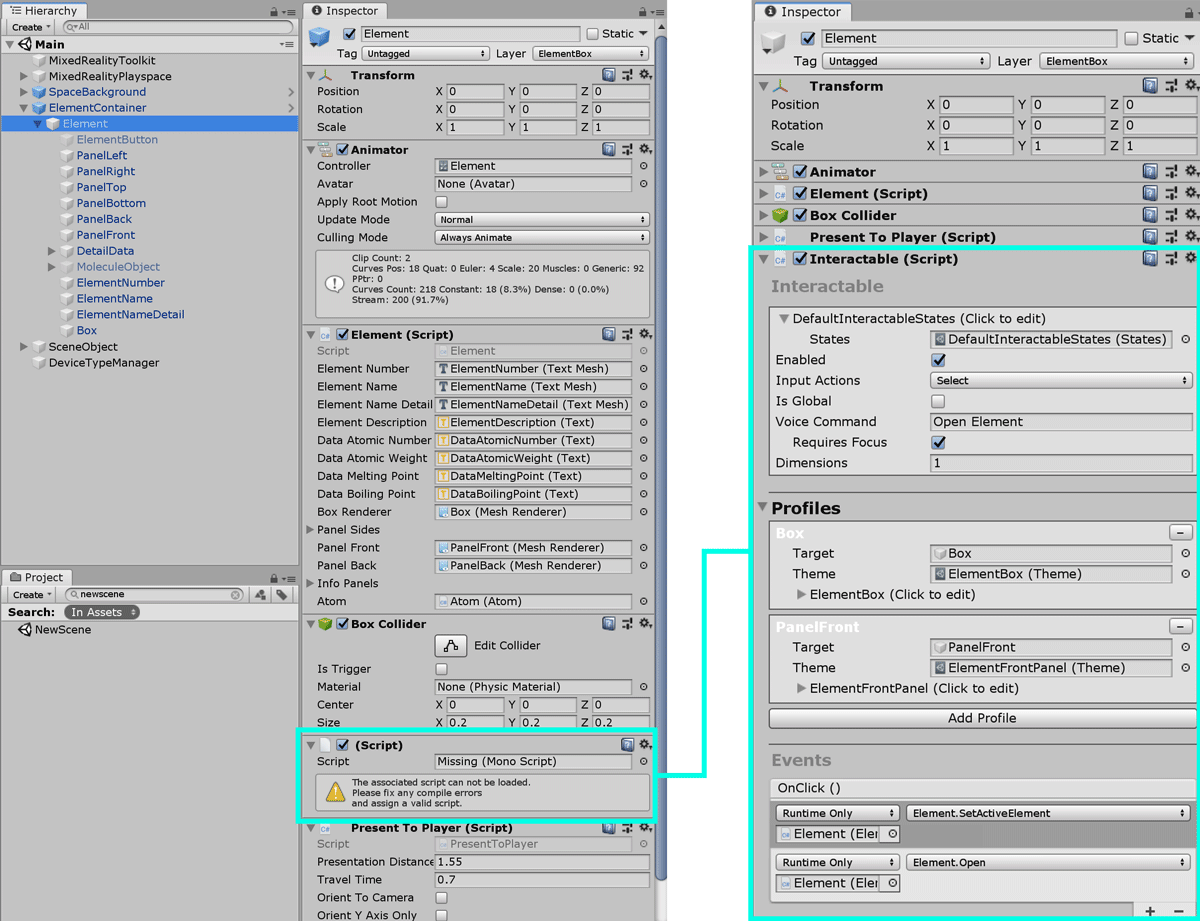 Hierarchy
Create
All
Main
MixedRealityToolkit
MixedRealityPlayspace
SpaceBackground
ElementContainer
Element
ElementButton
PanelLeft
PanelRight
PanelTop
PanelBottom
PanelBack
PanelFront
DetailData
MoleculeObject
ElementNumber
ElementName
ElementNameDetail
Box
SceneObject
DeviceTypeManager
Project
Create
newscene
Search: In Assets
NewScene
Inspector
Element Static
Tag Untagged Layer ElementBox
Transform
Position X 0 Y 0 Z 0
Rotation X 0 Y 0 Z 0
Scale X 1 Y 1 Z 1
Animator
Controller Element
Avatar None (Avatar)
Apply Root Motion
Update Mode Normal
Culling Mode Always Animate
Clip Count: 2
Curves Pos: 18 Quat: 0 Euler: 4 Scale: 20 Muscles: 0 Generic: 92
PPtr: 0
Curves Count: 218 Constant: 18 (8.3%) Dense: 0 (0.0%)
Stream: 200 (91.7%)
Element (Script)
Script Element
Element Number ElementNumber (Text Mesh)
Element Name ElementName (Text Mesh)
Element Name Detail ElementNameDetail (Text Mesh)
Element Description ElementDescription (Text)
Data Atomic Number DataAtomicNumber (Text)
Data Atomic Weight DataAtomicWeight (Text)
Data Melting Point DataMeltingPoint (Text)
Data Boiling Point DataBoilingPoint (Text)
Box Renderer Box (Mesh Renderer)
Panel Sides
Panel Front PanelFront (Mesh Renderer)
Panel Back PanelBack (Mesh Renderer)
Info Panels
Atom Atom (Atom)
Box Collider
Edit Collider
Is Trigger
Material None (Physic Material)
Center X 0 Y 0 Z 0
Size X 0.2 Y 0.2 Z 0.2
(Script)
Script Missing (Mono Script)
The associated script can not be loaded.
Please fix any compile errors
and assign a valid script.
Present To Player (Script)
Script PresentToPlayer
Presentation Distance 1.55
Travel Time 0.7
Orient To Camera
Orient Y Axis Only
Inspector
Element Static
Tag Untagged Layer ElementBox
Transform
Position X 0 Y 0 Z 0
Rotation X 0 Y 0 Z 0
Scale X 1 Y 1 Z 1
Animator
Element (Script)
Box Collider
Present To Player (Script)
Interactable (Script)
Interactable
DefaultInteractableStates (Click to edit)
States DefaultInteractableStates (States)
Enabled
Input Actions Select
Is Global
Voice Command Open Element
Requires Focus
Dimensions 1
Profiles
Box
Target Box
Theme ElementBox (Theme)
ElementBox (Click to edit)
PanelFront
Target PanelFront
Theme ElementFrontPanel (Theme)
ElementFrontPanel (Click to edit)
Add Profile
Events
OnClick ()
Runtime Only Element.SetActiveElement
Element (Eler
Runtime Only Element.Open
Element (Eler